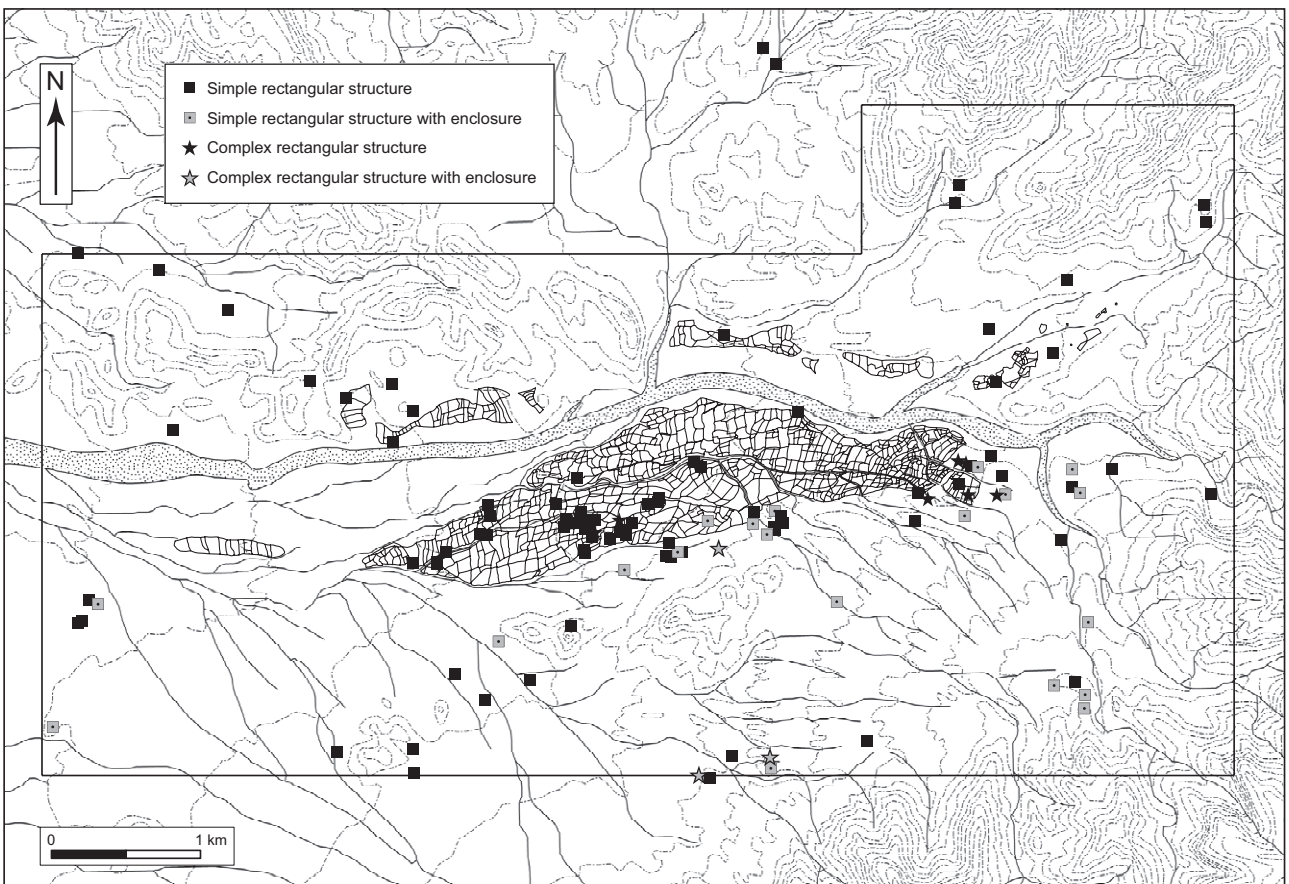 N
Simple rectangular structure
Simple rectangular structure with enclosure
Complex rectangular structure
Complex rectangular structure with enclosure
0 1 km